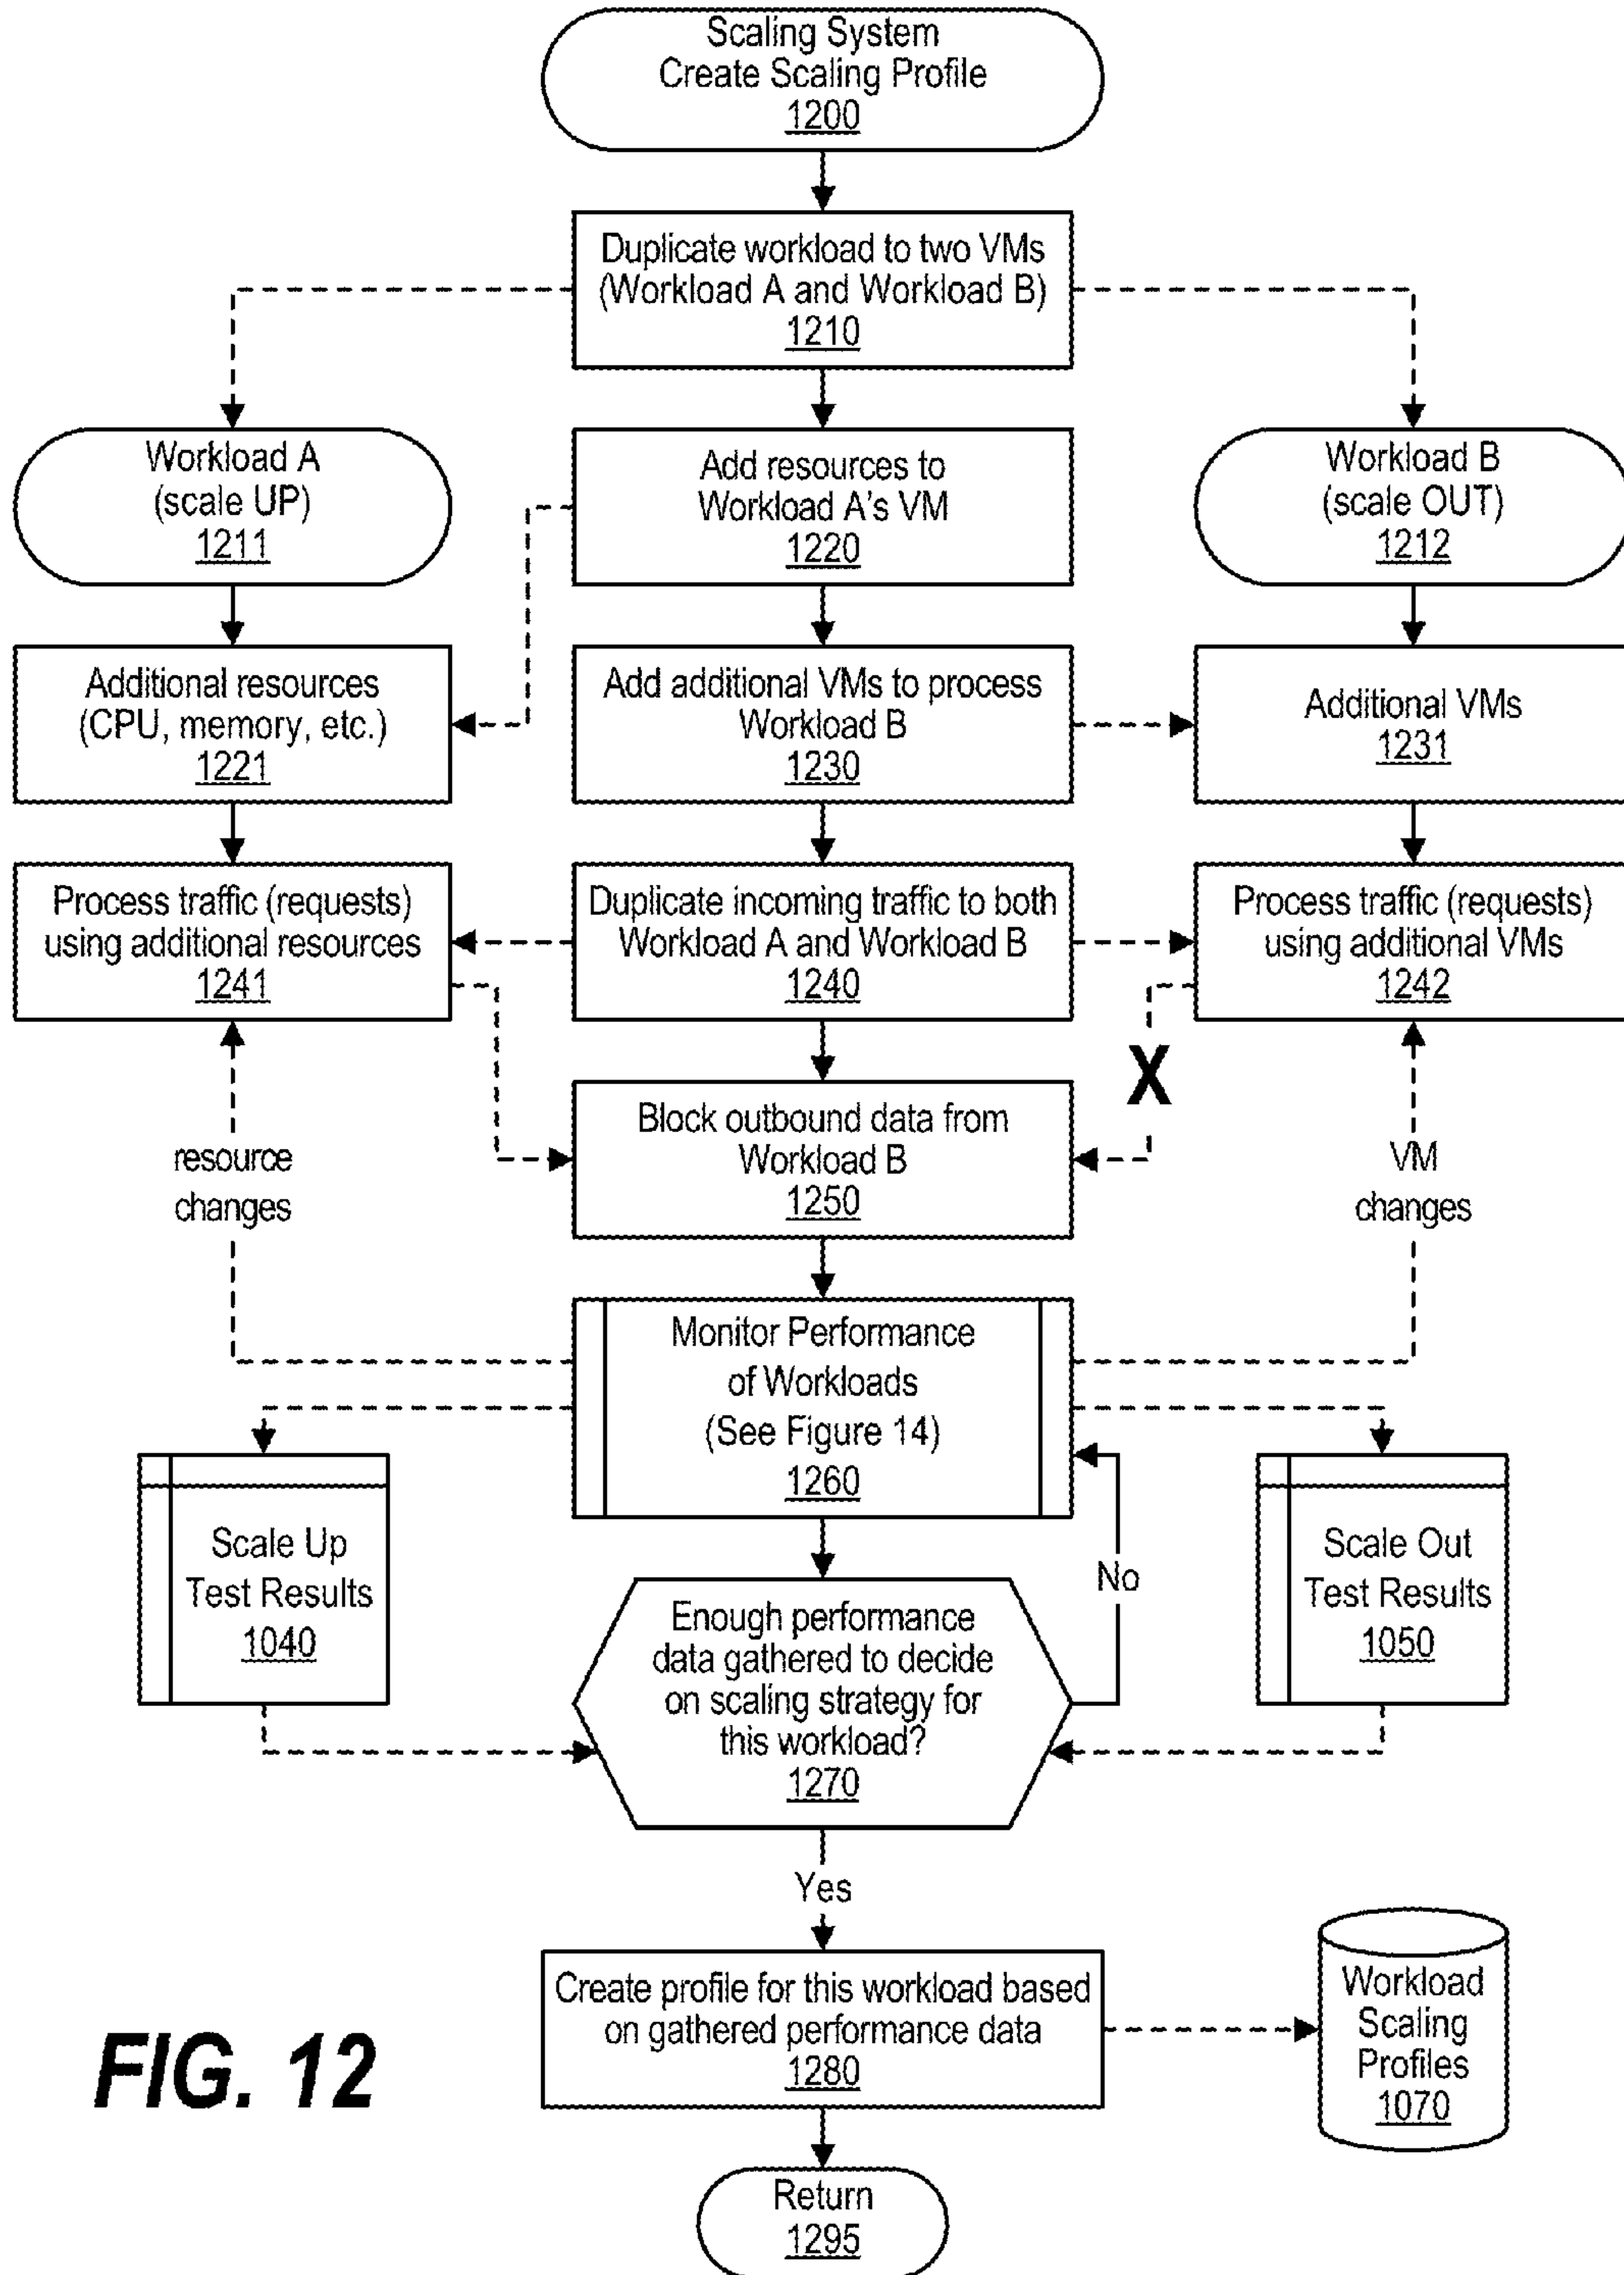 Scaling System
Create Scaling Profile
1200
Duplicate workload to two VMs
(Workload A and Workload B)
1210
Workload A
(scale UP)
1211
Add resources to
Workload A's VM
1220
Workload B
(scale OUT)
1212
Additional resources
(CPU, memory, etc.)
1221
Add additional VMs to process
Workload B
1230
Additional VMs
1231
Process traffic (requests)
using additional resources
1241
Duplicate incoming traffic to both
Workload A and Workload B
1240
Process traffic (requests)
using additional VMs
1242
X
Block outbound data from
Workload B
1250
resource
changes
VM
changes
Monitor Performance
of Workloads
(See Figure 14)
1260
Scale Up
Test Results
1040
No
Scale Out
Test Results
1050
Enough performance
data gathered to decide
on scaling strategy for
this workload?
1270
Yes
Create profile for this workload based
on gathered performance data
1280
Workload
Scaling
Profiles
1070
FIG. 12
Return
1295